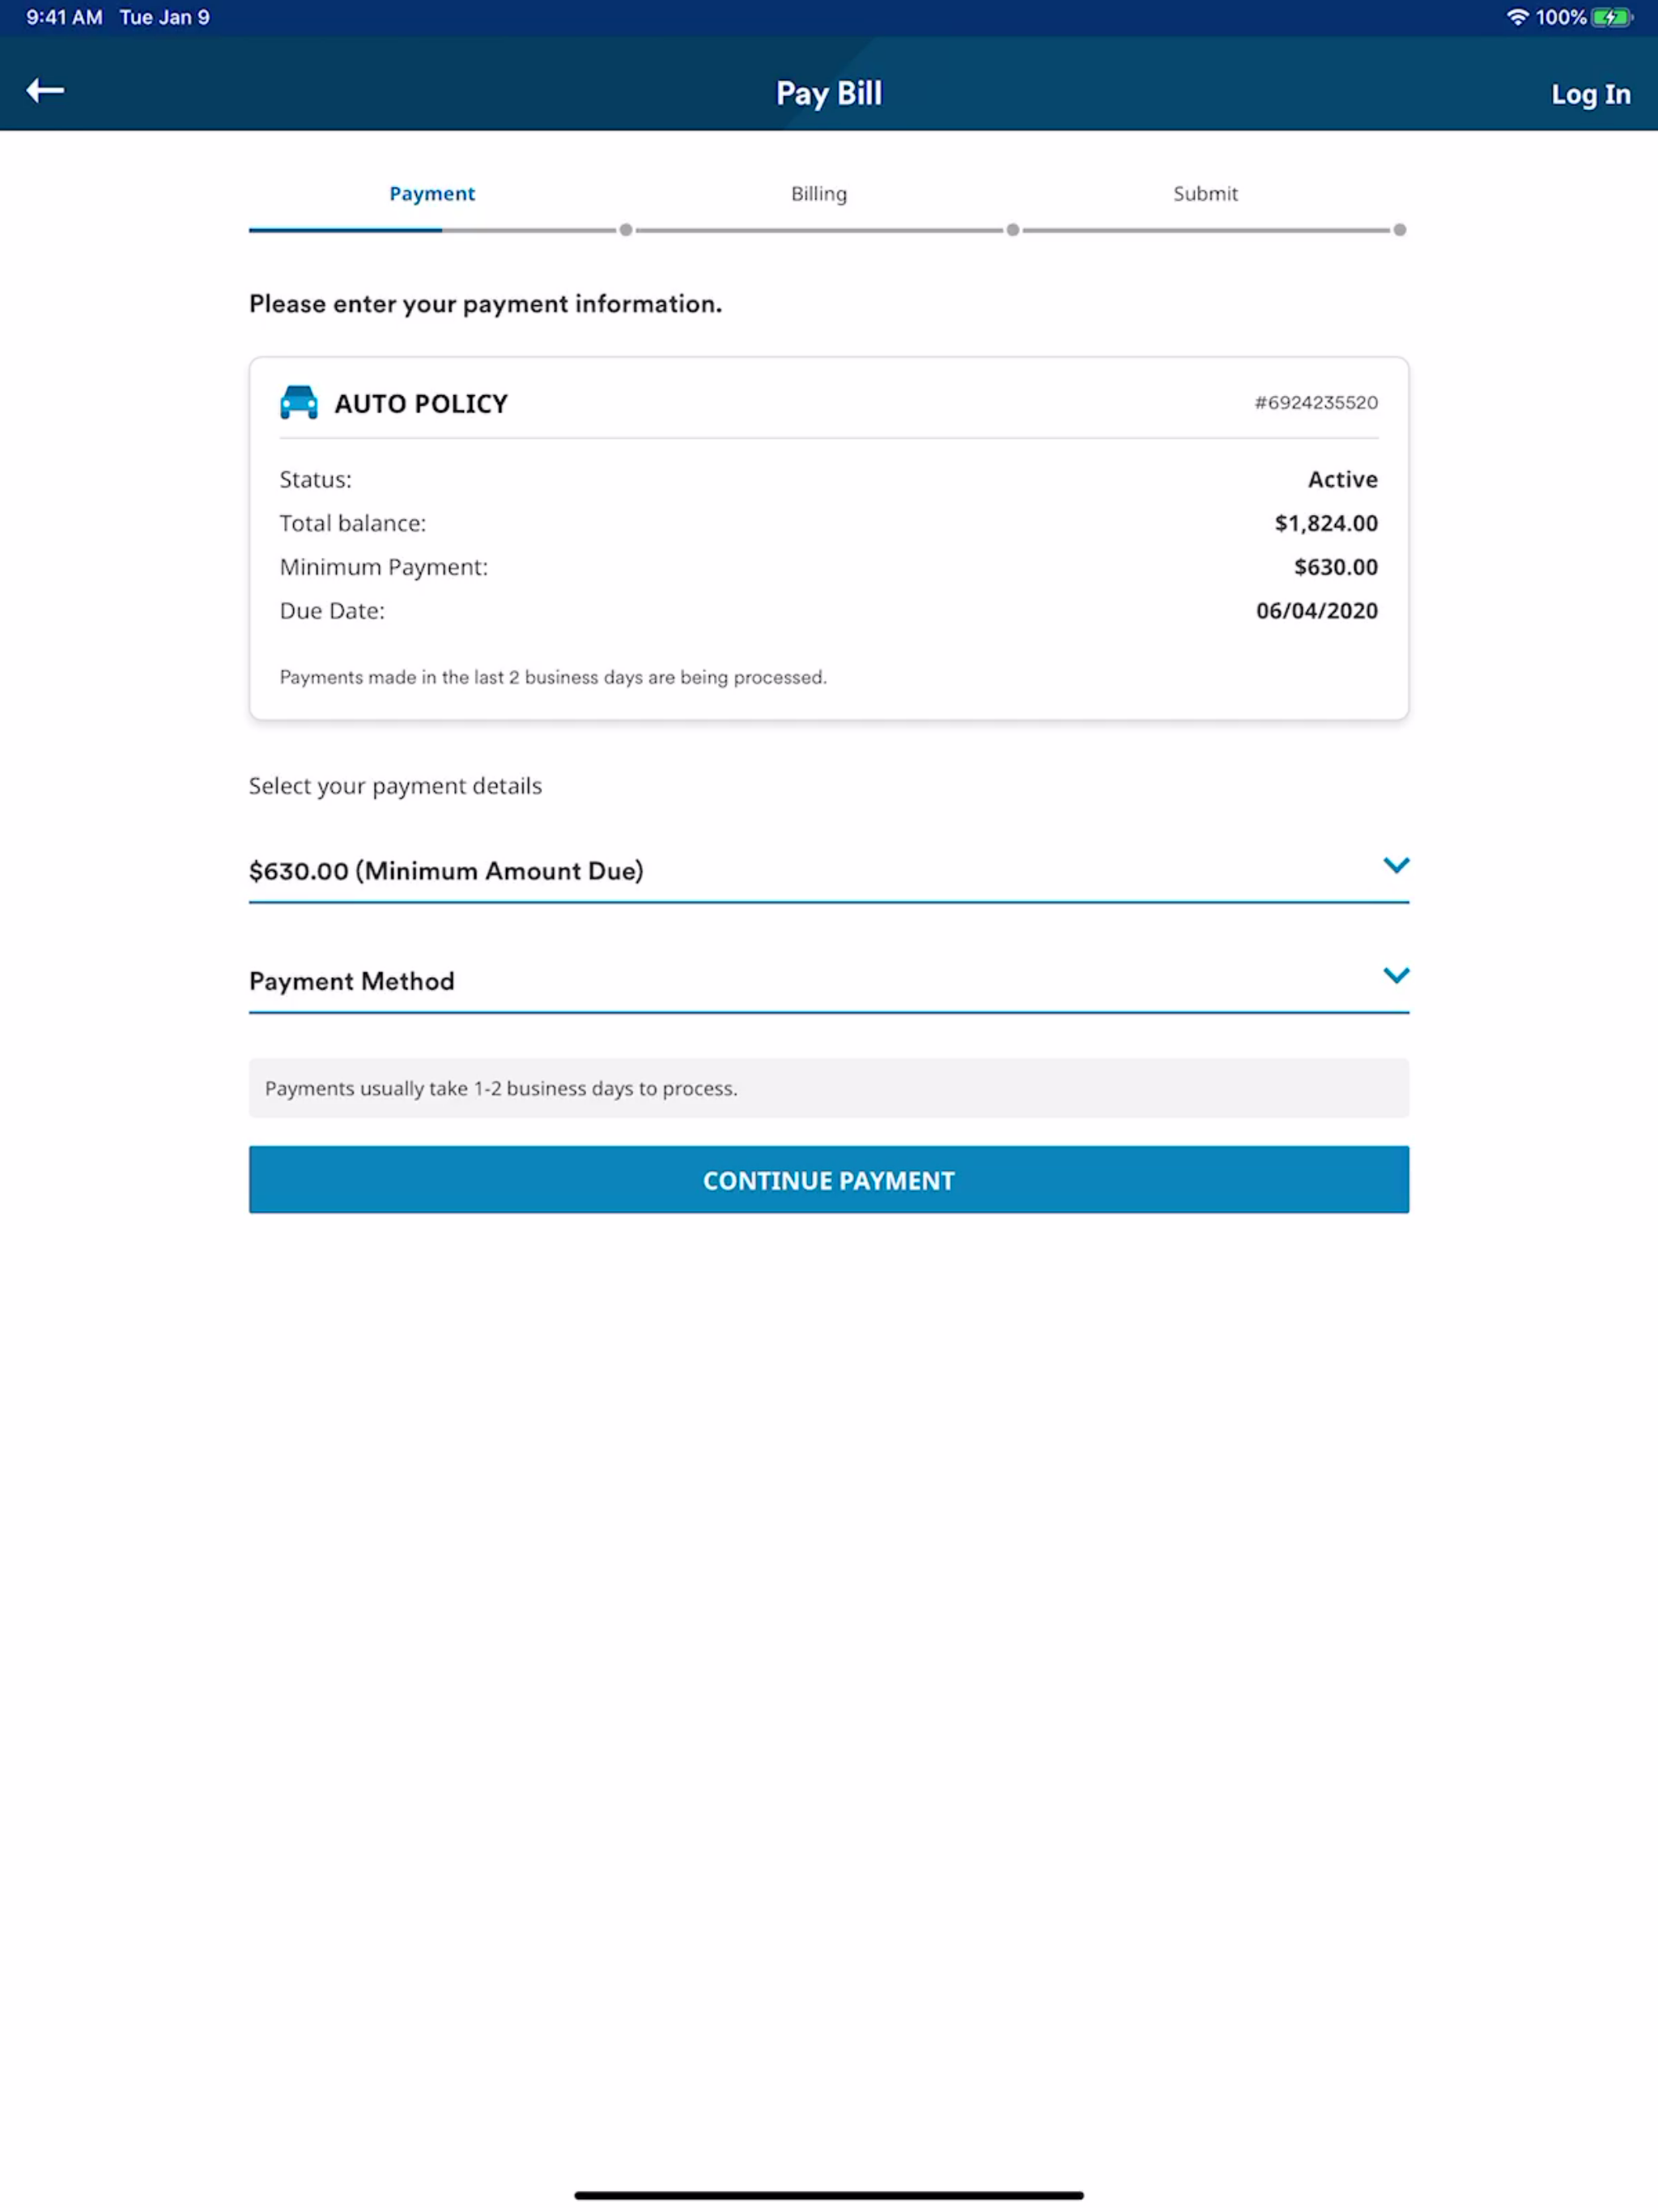 9:41 AM Tue Jan 9 100%
Pay Bill Log In
Payment Billing Submit
Please enter your payment information.
AUTO POLICY #6924235520
Status: Active
Total balance: $1,824.00
Minimum Payment: $630.00
Due Date: 06/04/2020
Payments made in the last 2 business days are being processed.
Select your payment details
$630.00 (Minimum Amount Due)
Payment Method
Payments usually take 1-2 business days to process.
CONTINUE PAYMENT